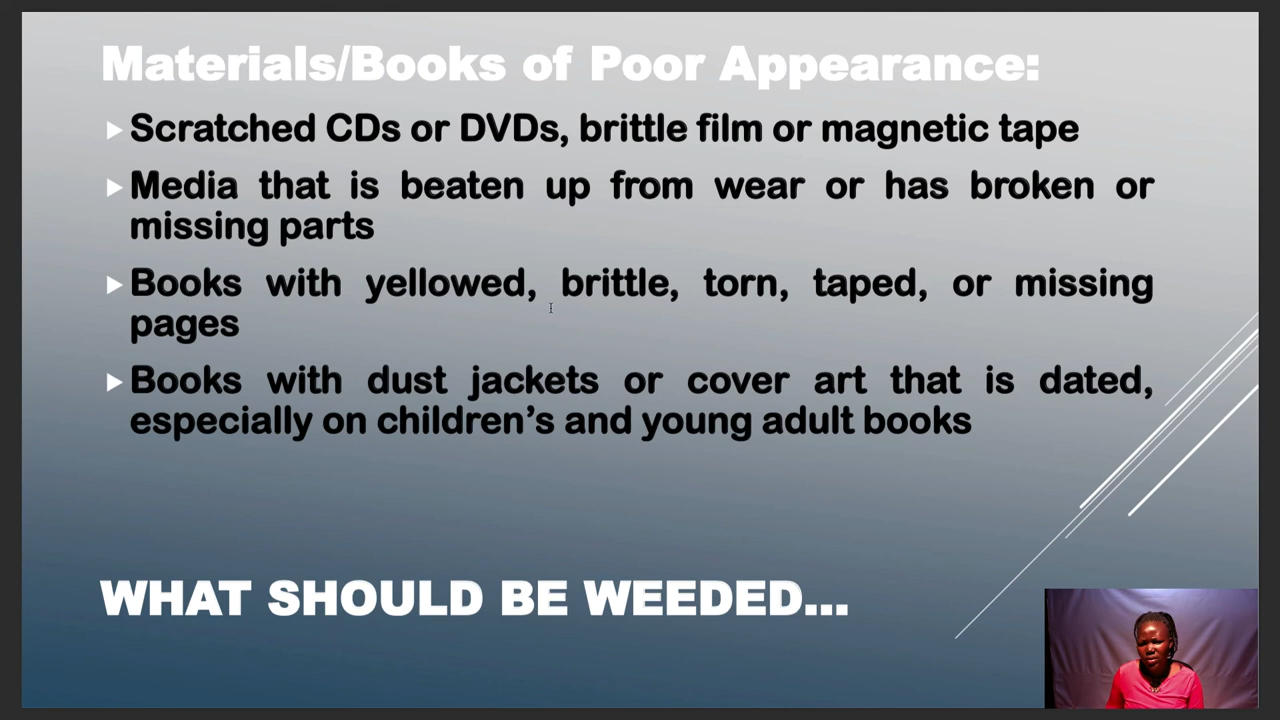 Materials/Books of Poor Appearance:
Scratched CDs or DVDs, brittle film or magnetic tape
Media that is beaten up from wear or has broken or
missing parts
Books with yellowed, brittle, torn, taped, or missing
pages
Books with dust jackets or cover art that is dated,
especially on children’s and young adult books
WHAT SHOULD BE WEEDED...